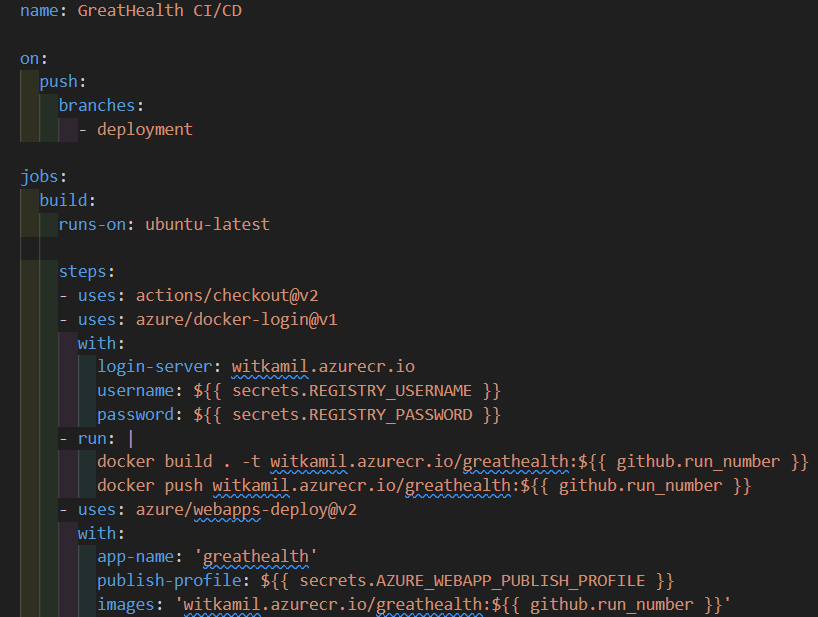 name: GreatHealth CI/CD
on:
push:
branches:
- deployment
jobs:
build:
runs-on: ubuntu-latest
steps:
- uses: actions/checkout@v2
- uses: azure/docker-login@v1
with:
login-server: witkamil.azurecr.io
username: ${{ secrets.REGISTRY_USERNAME }}
password: ${{ secrets.REGISTRY_PASSWORD }}
- run: |
docker build . -t witkamil.azurecr.io/greathealth:${{ github.run_number }}
docker push witkamil.azurecr.io/greathealth:${{ github.run_number }}
- uses: azure/webapps-deploy@v2
with:
app-name: 'greathealth'
publish-profile: ${{ secrets.AZURE_WEBAPP_PUBLISH_PROFILE }}
images: 'witkamil.azurecr.io/greathealth:${{ github.run_number }}'